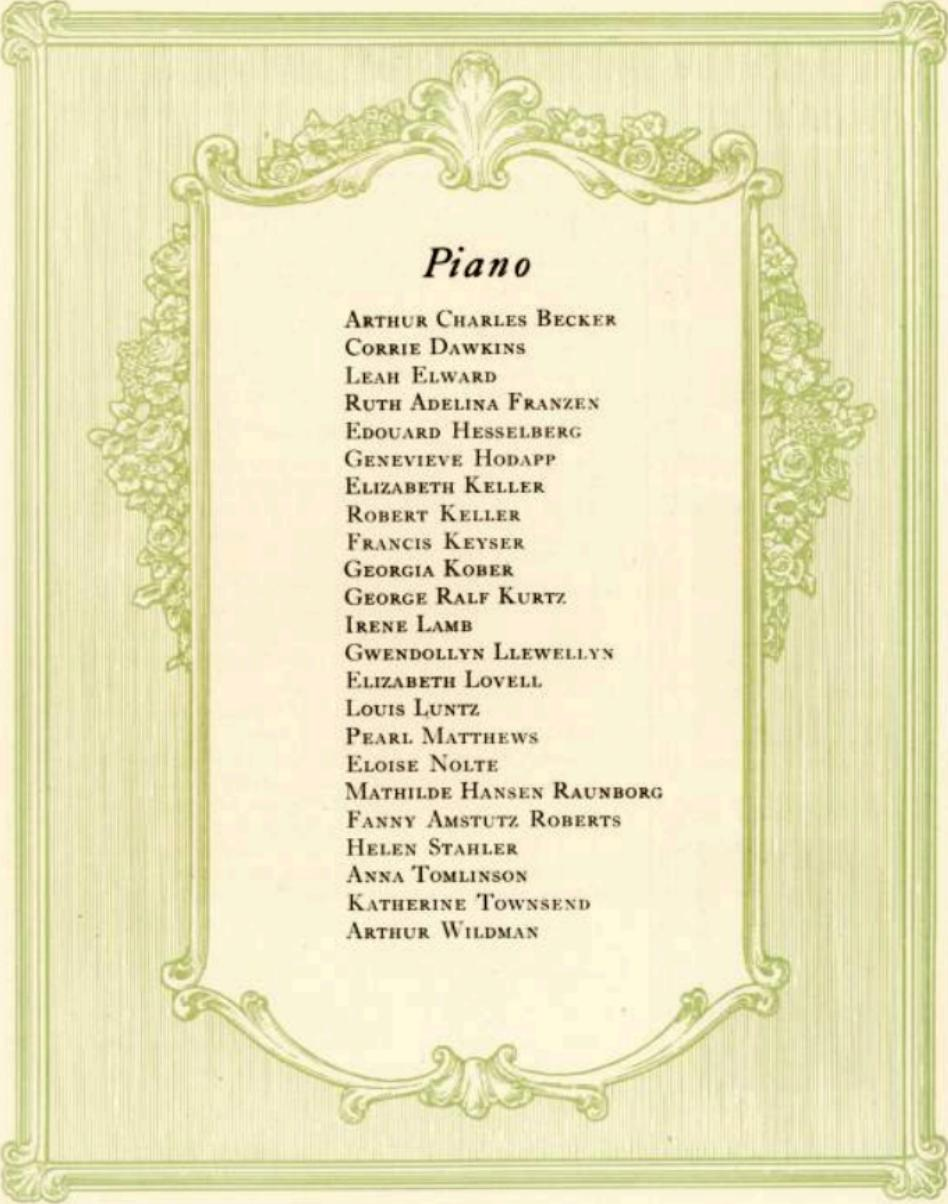 Piano
Arthur Charles Becker
Corrie Dawkins
Leah Elward
Ruth Adelina Franzen
Edouard Hesselberg
Genevieve Hodapp
Elizabeth Keller
Robert Keller
Francis Keyser
Georgia Kober
George Ralf Kurtz
Irene Lamb
Gwendollyn Llewellyn
Elizabeth Lovell
Louis Luntz
Pearl Matthews
Eloise Nolte
Mathilde Hansen Raunborg
Fanny Amstutz Roberts
Helen Stahler
Anna Tomlinson
Katherine Townsend
Arthur Wildman